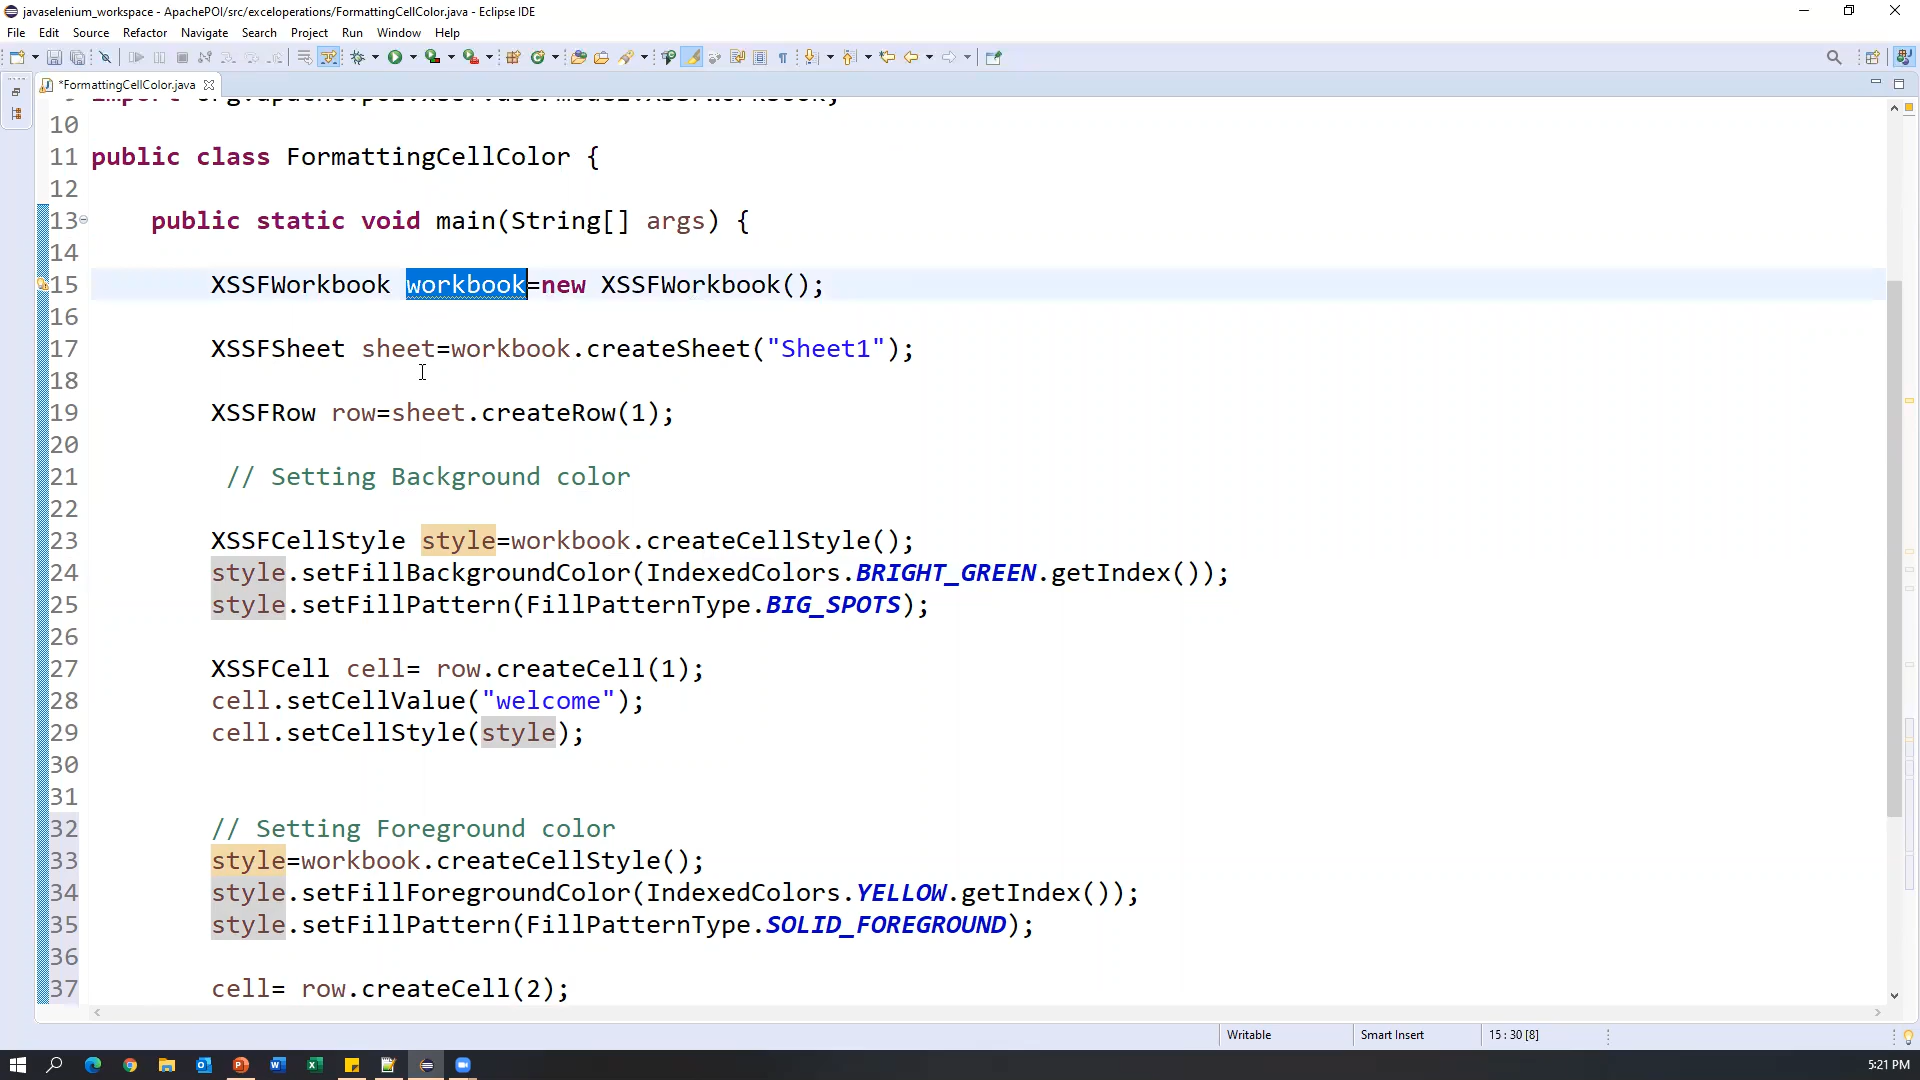 javaselenium_workspace - ApachePOI/src/exceloperations/FormattingCellColor.java - Eclipse IDE
File Edit Source Refactor Navigate Search Project Run Window Help
*FormattingCellColor.java
10
11 public class FormattingCellColor {
12
13 public static void main(String[] args) {
14
15 XSSFWorkbook workbook=new XSSFWorkbook();
16
17 XSSFSheet sheet=workbook.createSheet("Sheet1");
18
19 XSSFRow row=sheet.createRow(1);
20
21 // Setting Background color
22
23 XSSFCellStyle style=workbook.createCellStyle();
24 style.setFillBackgroundColor(IndexedColors.BRIGHT_GREEN.getIndex());
25 style.setFillPattern(FillPatternType.BIG_SPOTS);
26
27 XSSFCell cell= row.createCell(1);
28 cell.setCellValue("welcome");
29 cell.setCellStyle(style);
30
31
32 // Setting Foreground color
33 style=workbook.createCellStyle();
34 style.setFillForegroundColor(IndexedColors.YELLOW.getIndex());
35 style.setFillPattern(FillPatternType.SOLID_FOREGROUND);
36
37 cell= row.createCell(2);
Writable Smart Insert 15 : 30 [8]
5:21 PM